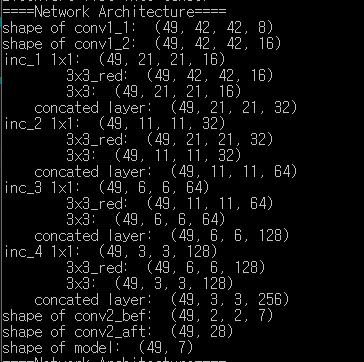 ====Network Architecture====
shape of conv1_1:  (49, 42, 42, 8)
shape of conv1_2:  (49, 42, 42, 16)
inc_1 1x1:  (49, 21, 21, 16)
3x3_red:  (49, 42, 42, 16)
3x3:  (49, 21, 21, 16)
concated layer:  (49, 21, 21, 32)
inc_2 1x1:  (49, 11, 11, 32)
3x3_red:  (49, 21, 21, 32)
3x3:  (49, 11, 11, 32)
concated layer:  (49, 11, 11, 64)
inc_3 1x1:  (49, 6, 6, 64)
3x3_red:  (49, 11, 11, 64)
3x3:  (49, 6, 6, 64)
concated layer:  (49, 6, 6, 128)
inc_4 1x1:  (49, 3, 3, 128)
3x3_red:  (49, 6, 6, 128)
3x3:  (49, 3, 3, 128)
concated layer:  (49, 3, 3, 256)
shape of conv2_bef:  (49, 2, 2, 7)
shape of conv2_aft:  (49, 28)
shape of model:  (49, 7)